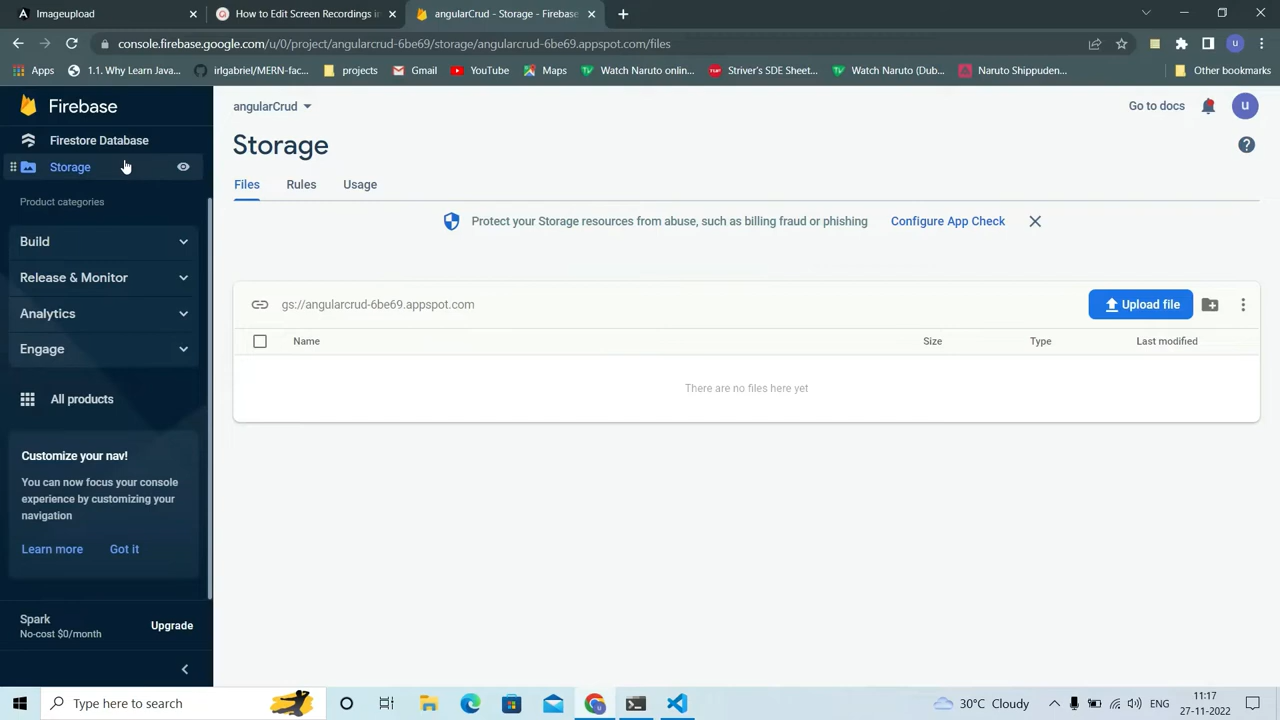 Imageupload
How to Edit Screen Recordings in
angularCrud - Storage - Firebase
console.firebase.google.com/u/0/project/angularcrud-6be69/storage/angularcrud-6be69.appspot.com/files
u
Apps
1.1. Why Learn Java...
irlgabriel/MERN-fac...
projects
Gmail
YouTube
Maps
Watch Naruto online...
Striver's SDE Sheet...
Watch Naruto (Dub...
Naruto Shippuden...
Other bookmarks
Firebase
Firestore Database
Storage
Product categories
Build
Release & Monitor
Analytics
Engage
All products
Customize your nav!
You can now focus your console
experience by customizing your
navigation
Learn more
Got it
Spark
No-cost $0/month
Upgrade
angularCrud
Go to docs
u
Storage
Files
Rules
Usage
Protect your Storage resources from abuse, such as billing fraud or phishing
Configure App Check
gs://angularcrud-6be69.appspot.com
Upload file
Name
Size
Type
Last modified
There are no files here yet
Type here to search
30°C Cloudy
ENG
11:17
27-11-2022